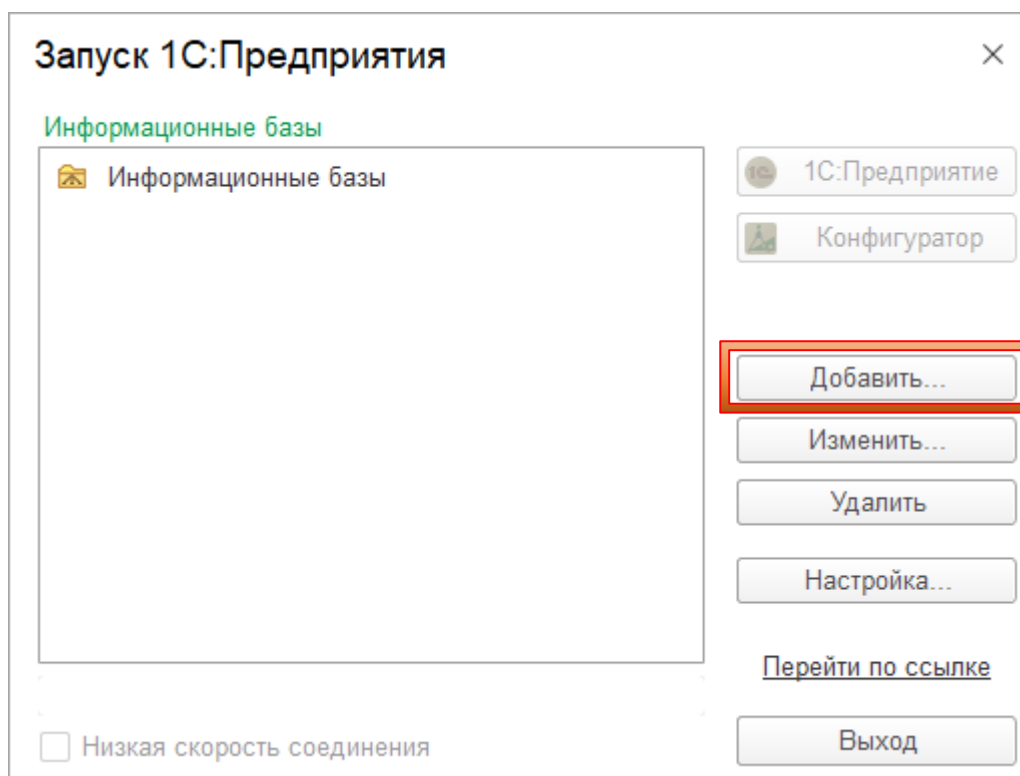 Запуск 1С:Предприятия
Информационные базы
Информационные базы
1С:Предприятие
Конфигуратор
Добавить...
Изменить...
Удалить
Настройка...
Перейти по ссылке
Низкая скорость соединения
Выход